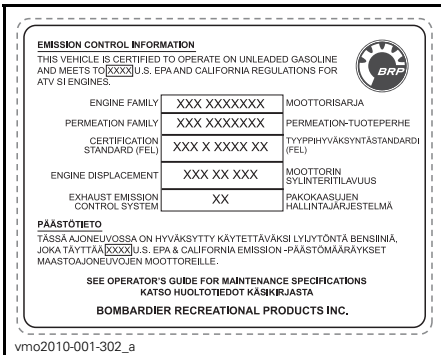 EMISSION CONTROL INFORMATION
THIS VEHICLE IS CERTIFIED TO OPERATE ON UNLEADED GASOLINE
AND MEETS TO XXXX U.S. EPA AND CALIFORNIA REGULATIONS FOR
ATV SI ENGINES.
BRP
ENGINE FAMILY XXX XXXXXXX MOOTTORISARJA
PERMEATION FAMILY XXX XXXXXXX PERMEATION-TUOTEPERHE
CERTIFICATION STANDARD (FEL) XXX X XXXX XX TYYPPIHYVÄKSYNTÄSTANDARDI (FEL)
ENGINE DISPLACEMENT XXX XX XXX MOOTTORIN SYLINTERITILAVUUS
EXHAUST EMISSION CONTROL SYSTEM XX PAKOKAASUJEN HALLINTAJÄRJESTELMÄ
PÄÄSTÖTIETO
TÄSSÄ AJONEUVOSSA ON HYVÄKSYTTY KÄYTETTÄVÄKSI LYIJYTÖNTÄ BENSIINIÄ,
JOKA TÄYTTÄÄ XXXX U.S. EPA & CALIFORNIA EMISSION -PÄÄSTÖMÄÄRÄYKSET
MAASTOAJONEUVOJEN MOOTTOREILLE.
SEE OPERATOR'S GUIDE FOR MAINTENANCE SPECIFICATIONS
KATSO HUOLTOTIEDOT KÄSIKIRJASTA
BOMBARDIER RECREATIONAL PRODUCTS INC.
vmo2010-001-302_a